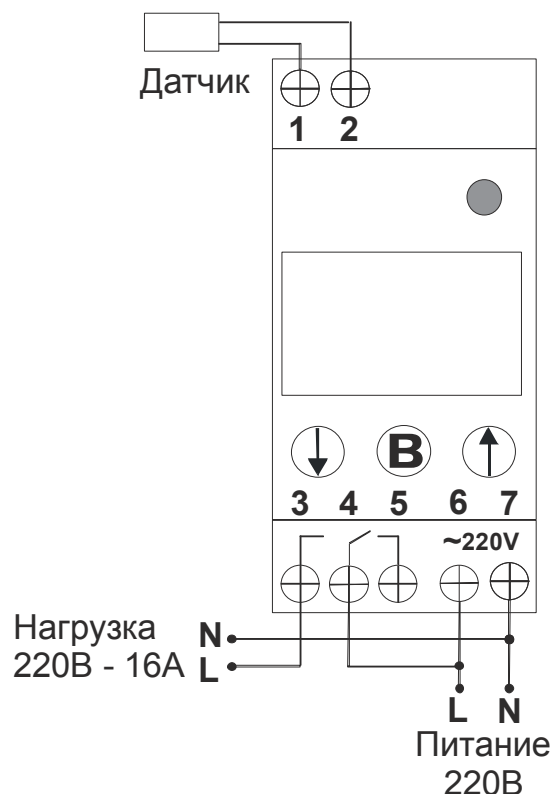 Датчик
1 2
B
3 4 5 6 7
~220V
Нагрузка N
220В - 16А L
L N
Питание
220В